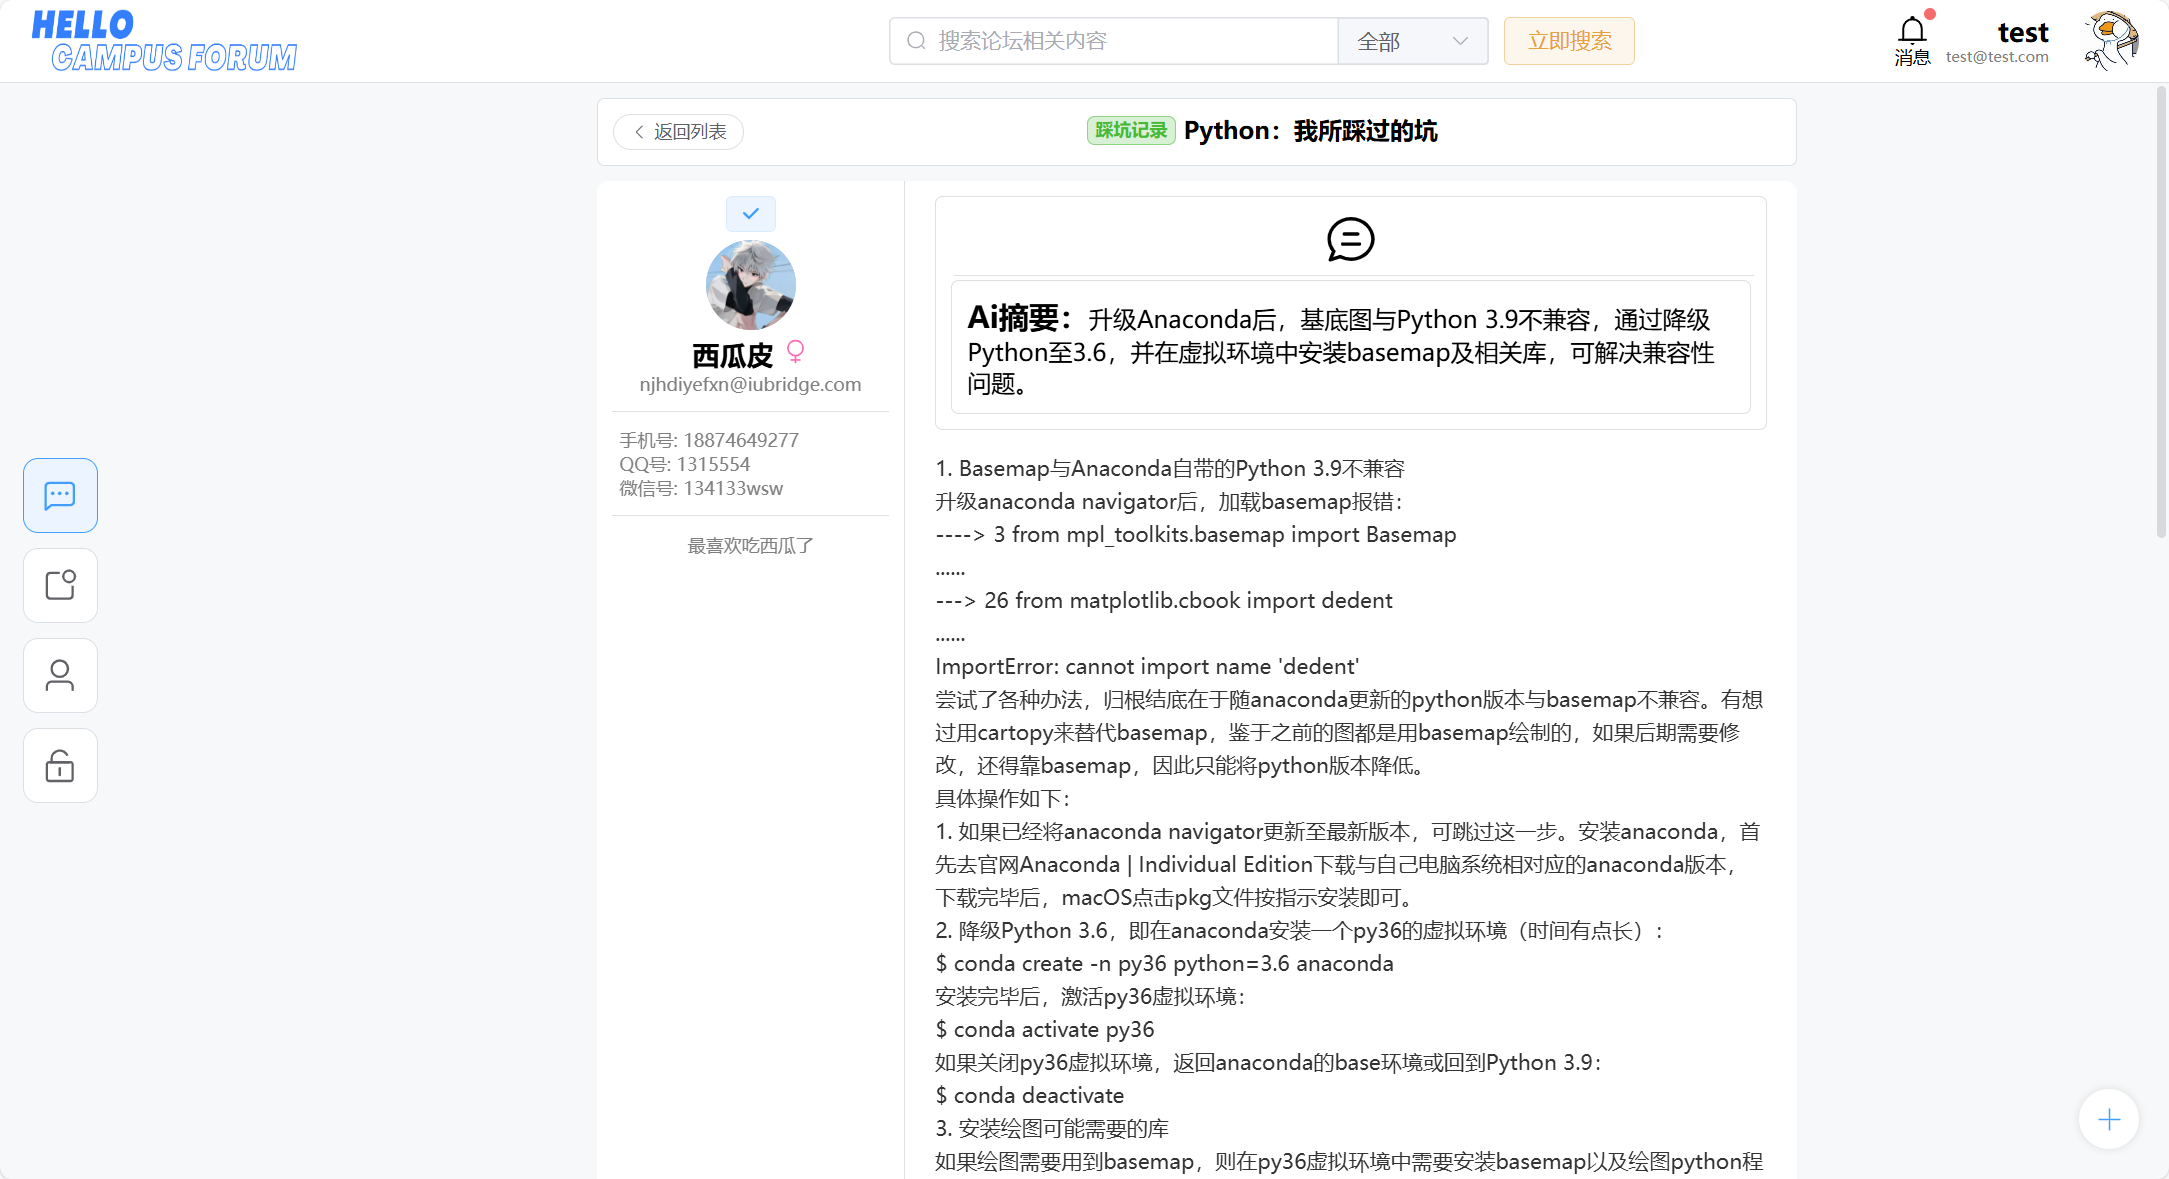 HELLO
CAMPUS FORUM
搜索论坛相关内容
全部
立即搜索
消息
test
test@test.com
返回列表
踩坑记录 Python：我所踩过的坑
西瓜皮
njhdiyefxn@iubridge.com
手机号: 18874649277
QQ号: 1315554
微信号: 134133wsw
最喜欢吃西瓜了
Ai摘要：升级Anaconda后，基底图与Python 3.9不兼容，通过降级
Python至3.6，并在虚拟环境中安装basemap及相关库，可解决兼容性
问题。
1. Basemap与Anaconda自带的Python 3.9不兼容
升级anaconda navigator后，加载basemap报错：
----> 3 from mpl_toolkits.basemap import Basemap
......
---> 26 from matplotlib.cbook import dedent
......
ImportError: cannot import name 'dedent'
尝试了各种办法，归根结底在于随anaconda更新的python版本与basemap不兼容。有想
过用cartopy来替代basemap，鉴于之前的图都是用basemap绘制的，如果后期需要修
改，还得靠basemap，因此只能将python版本降低。
具体操作如下：
1. 如果已经将anaconda navigator更新至最新版本，可跳过这一步。安装anaconda，首
先去官网Anaconda | Individual Edition下载与自己电脑系统相对应的anaconda版本，
下载完毕后，macOS点击pkg文件按指示安装即可。
2. 降级Python 3.6，即在anaconda安装一个py36的虚拟环境（时间有点长）：
$ conda create -n py36 python=3.6 anaconda
安装完毕后，激活py36虚拟环境：
$ conda activate py36
如果关闭py36虚拟环境，返回anaconda的base环境或回到Python 3.9：
$ conda deactivate
3. 安装绘图可能需要的库
如果绘图需要用到basemap，则在py36虚拟环境中需要安装basemap以及绘图python程